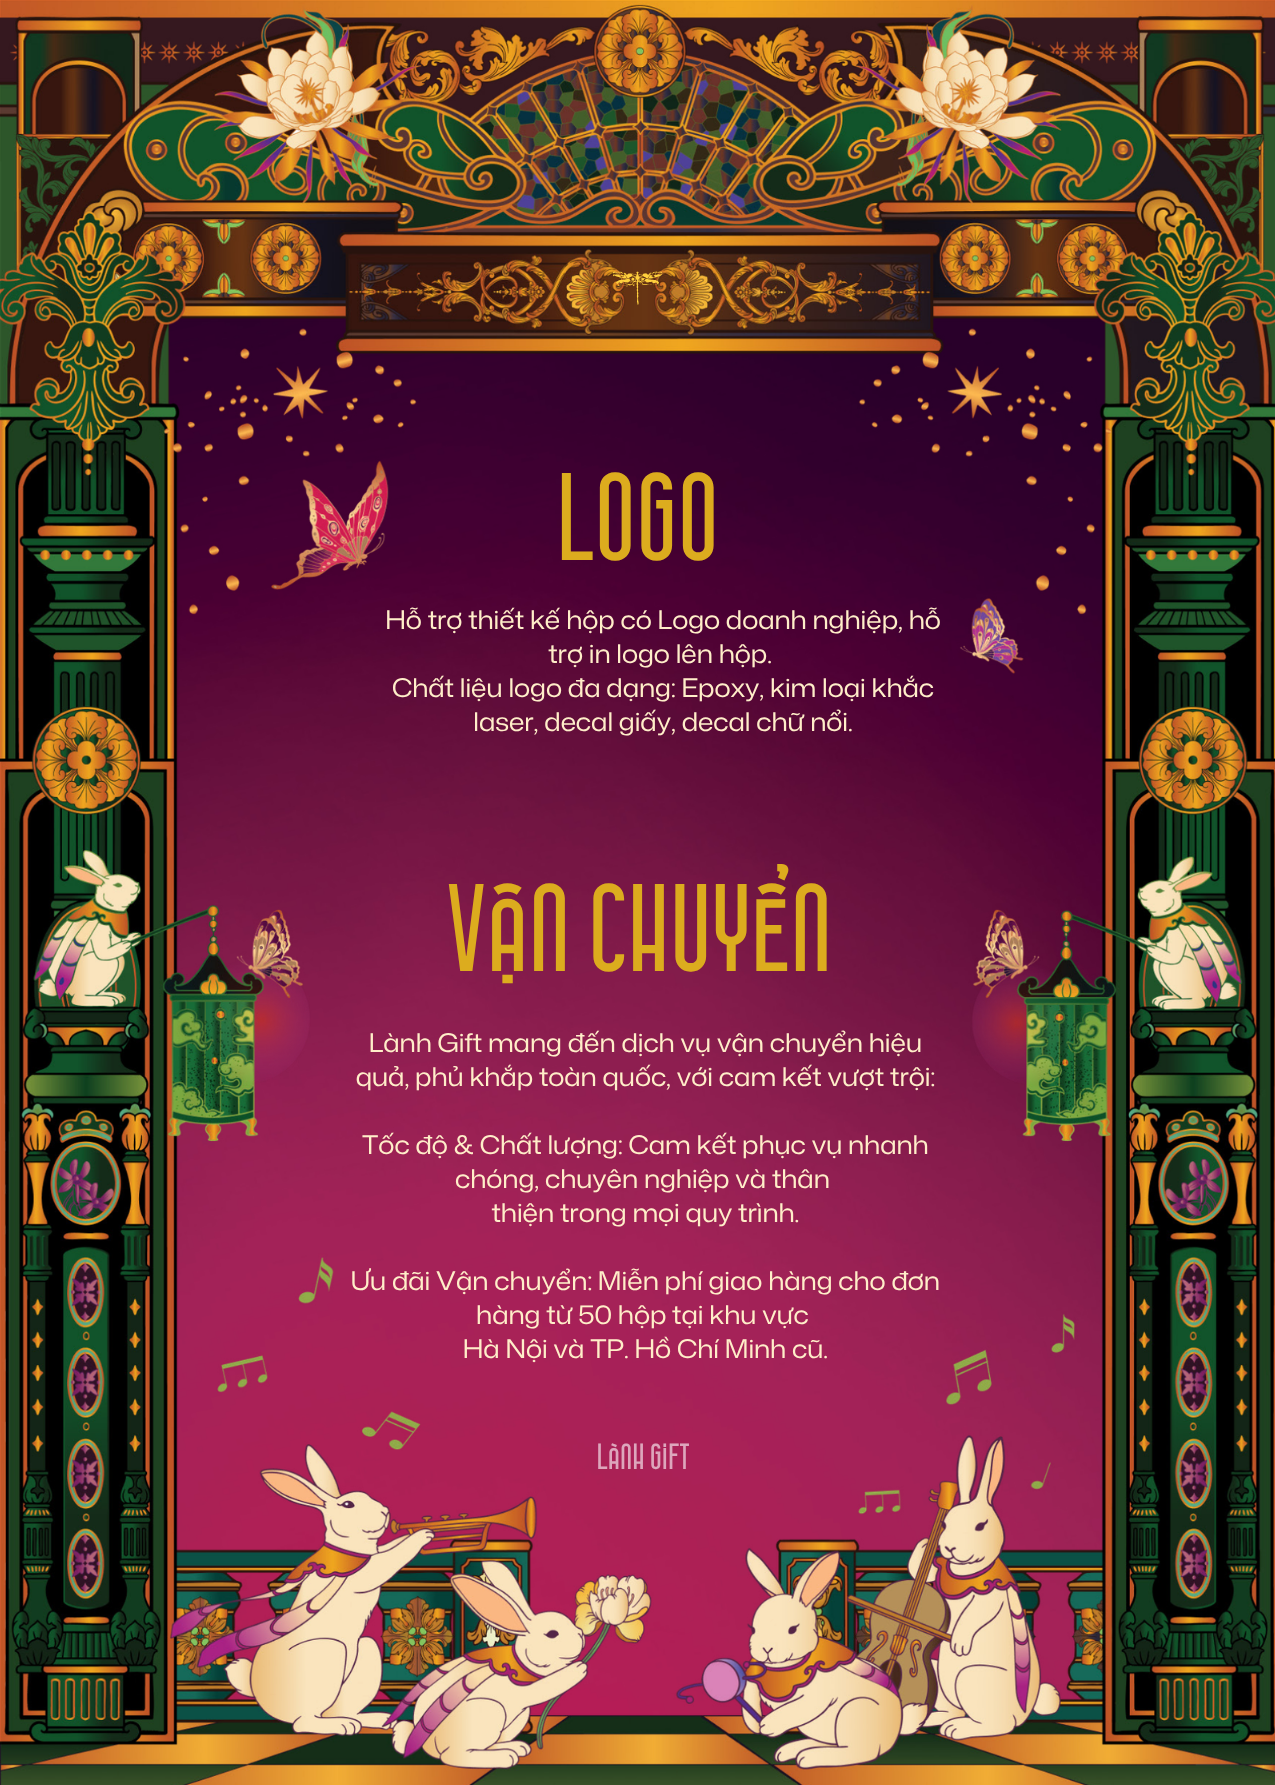 LOGO
Hỗ trợ thiết kế hộp có Logo doanh nghiệp, hỗ
trợ in logo lên hộp.
Chất liệu logo đa dạng: Epoxy, kim loại khắc
laser, decal giấy, decal chữ nổi.
VẬN CHUYỂN
Lành Gift mang đến dịch vụ vận chuyển hiệu
quả, phủ khắp toàn quốc, với cam kết vượt trội:
Tốc độ & Chất lượng: Cam kết phục vụ nhanh
chóng, chuyên nghiệp và thân
thiện trong mọi quy trình.
Ưu đãi Vận chuyển: Miễn phí giao hàng cho đơn
hàng từ 50 hộp tại khu vực
Hà Nội và TP. Hồ Chí Minh cũ.
LÀNH GIFT